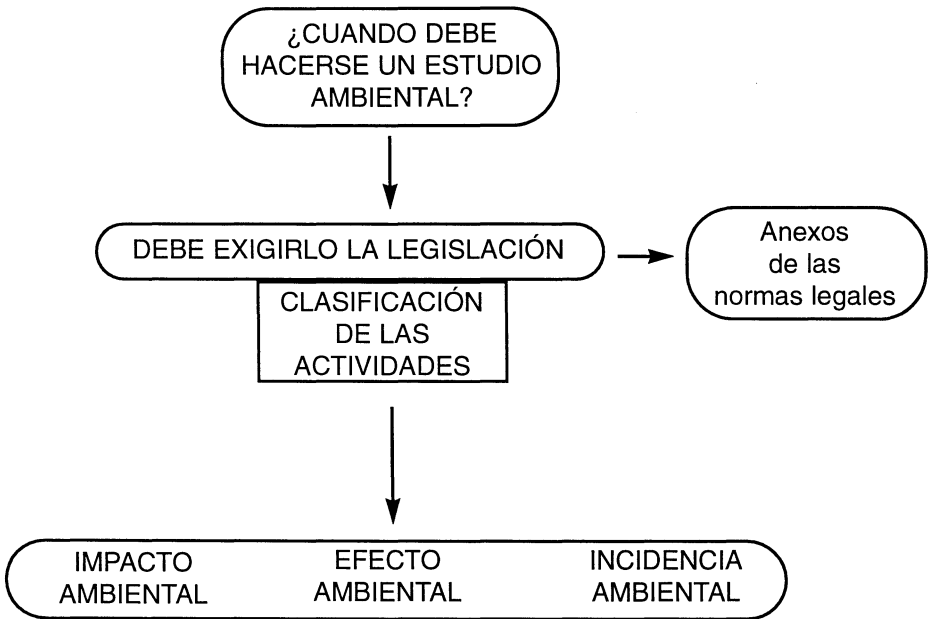 ¿CUANDO DEBE
HACERSE UN ESTUDIO
AMBIENTAL?
DEBE EXIGIRLO LA LEGISLACIÓN
Anexos
de las
normas legales
CLASIFICACIÓN
DE LAS
ACTIVIDADES
IMPACTO
AMBIENTAL
EFECTO
AMBIENTAL
INCIDENCIA
AMBIENTAL